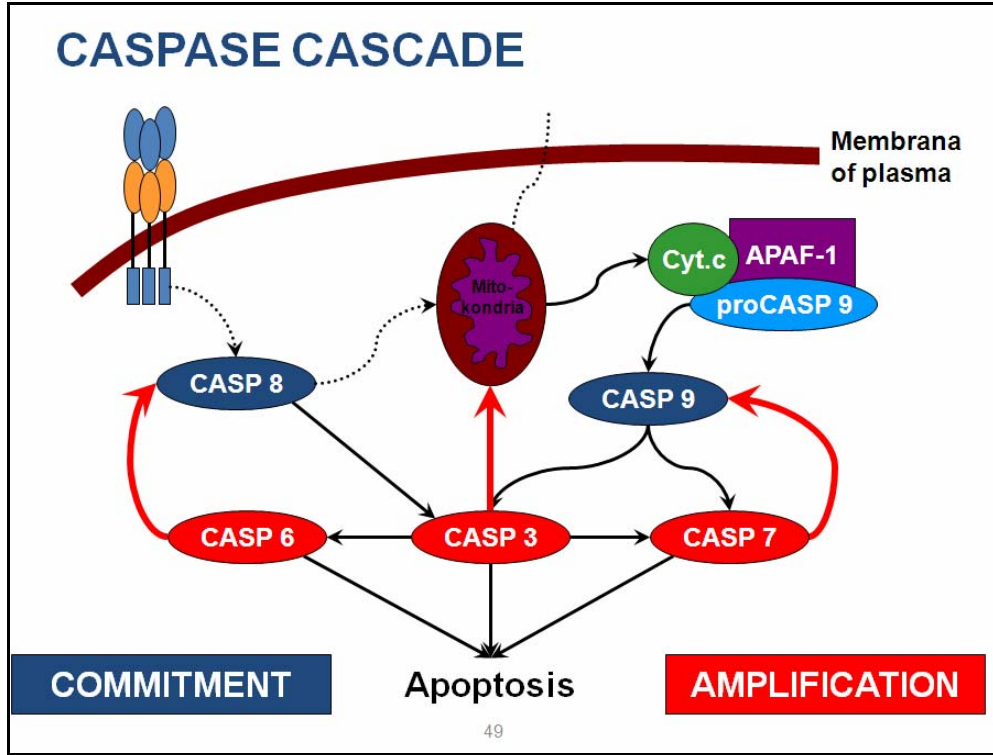 CASPASE CASCADE
Membrana
of plasma
Cyt.c
APAF-1
Mito-
kondria
proCASP 9
CASP 8
CASP 9
CASP 6
CASP 3
CASP 7
COMMITMENT
Apoptosis
AMPLIFICATION
49